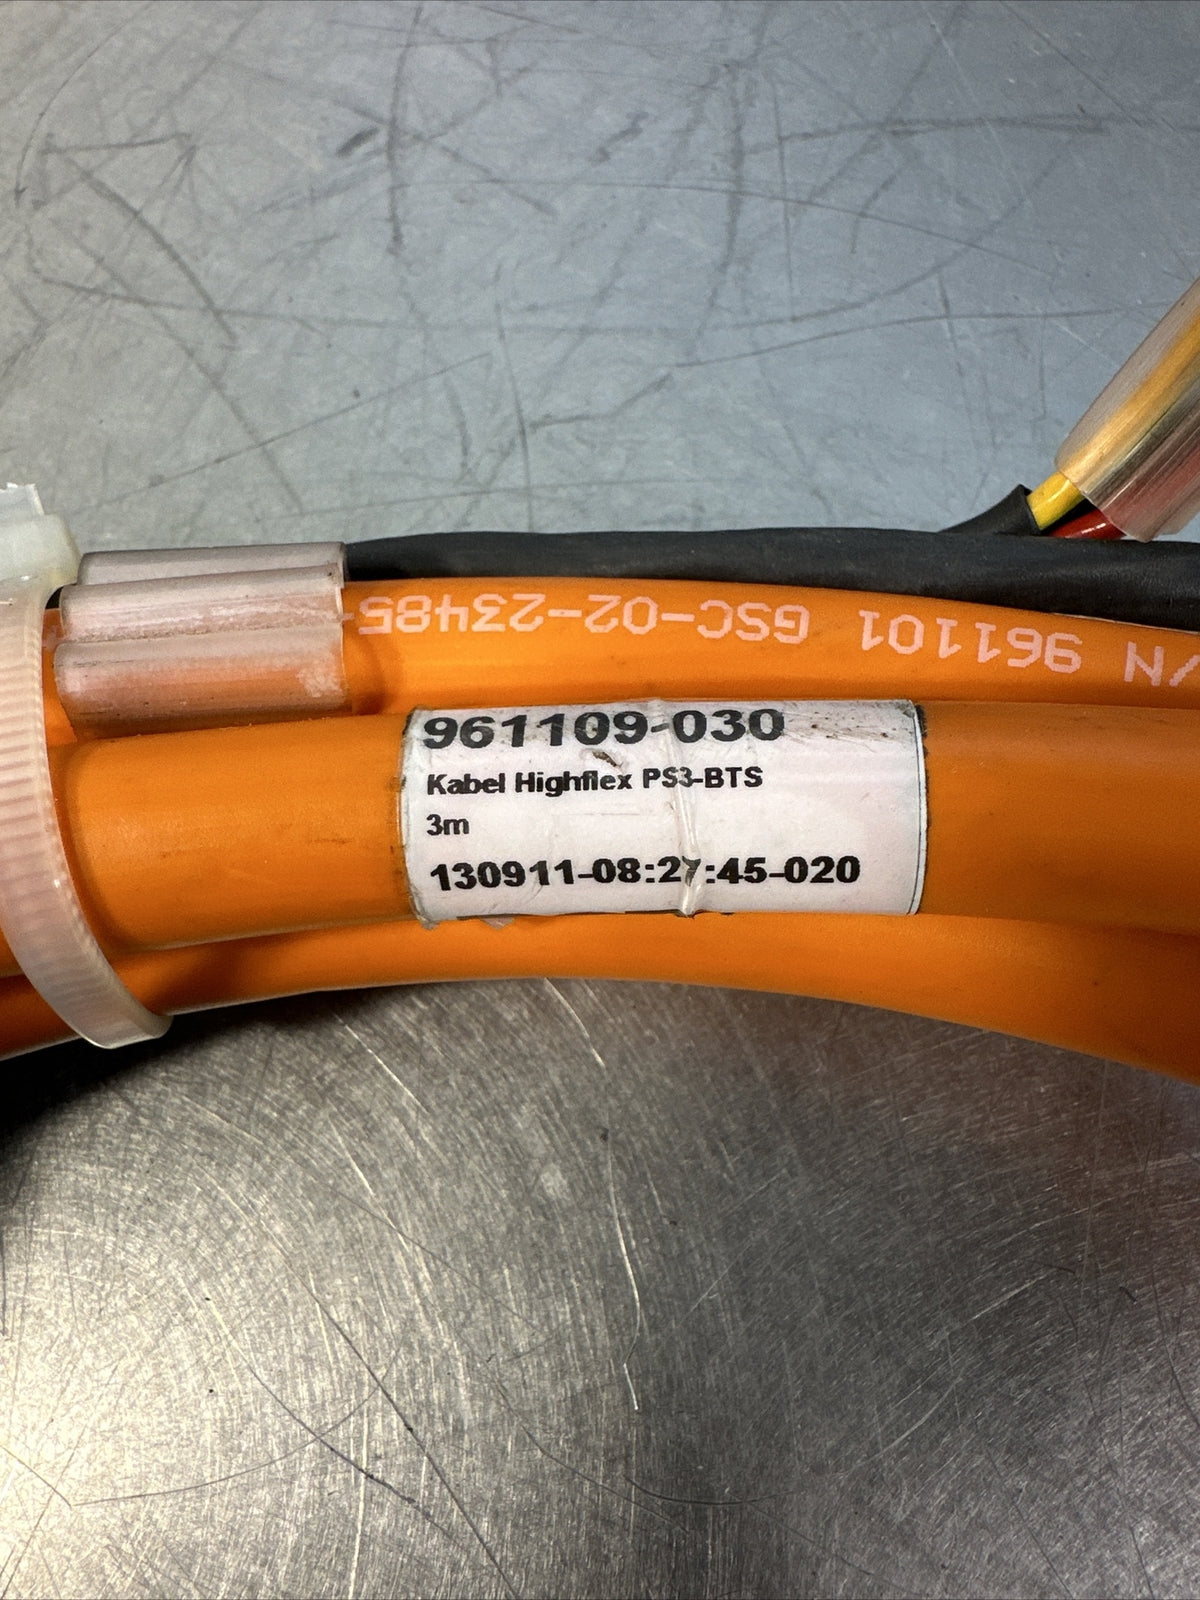 /N 961101 GSC-02-23485-
961109-030
Kabel Highflex PS3-BTS
3m
130911-08:27:45-020